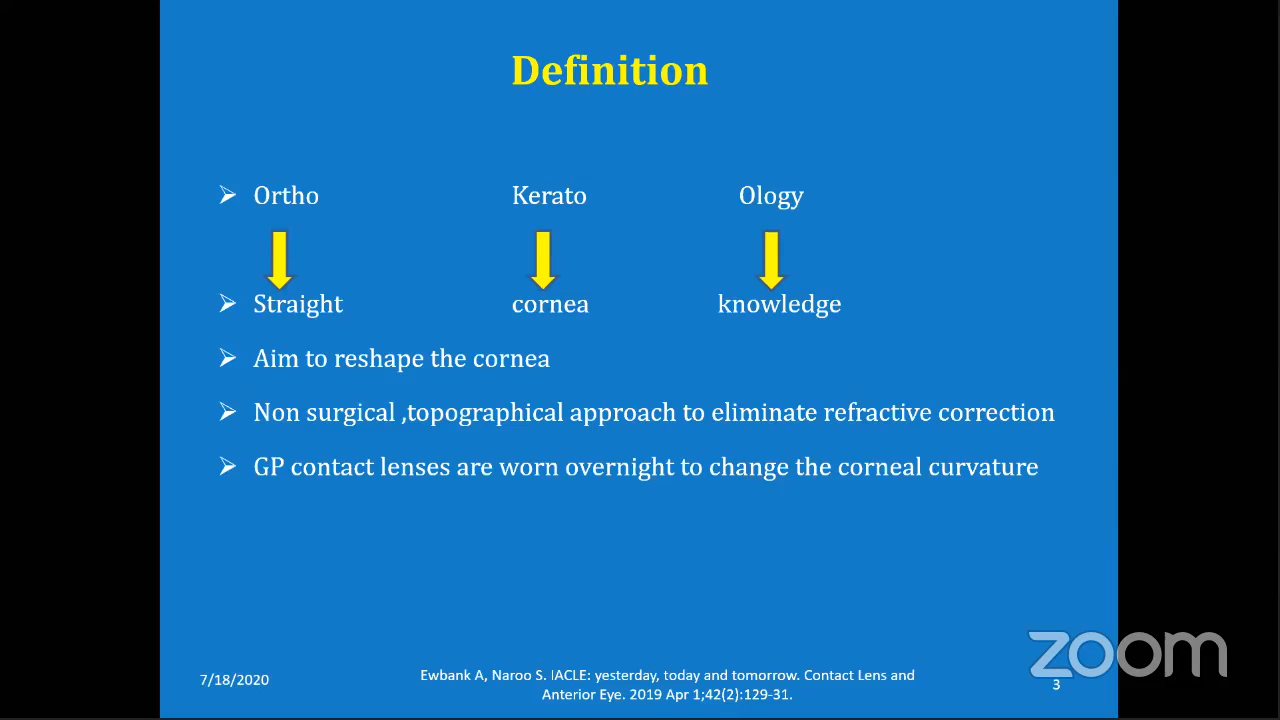 Definition
Ortho Kerato Ology
Straight cornea knowledge
Aim to reshape the cornea
Non surgical ,topographical approach to eliminate refractive correction
GP contact lenses are worn overnight to change the corneal curvature
7/18/2020
Ewbank A, Naroo S. IACLE: yesterday, today and tomorrow. Contact Lens and
Anterior Eye. 2019 Apr 1;42(2):129-31.
zoom
3